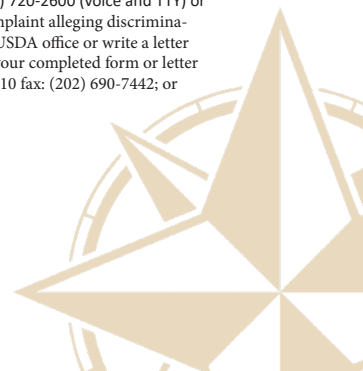 ) 720-2600 (voice and TTY) or
mplaint alleging discrimina-
USDA office or write a letter
your completed form or letter
10 fax: (202) 690-7442; or